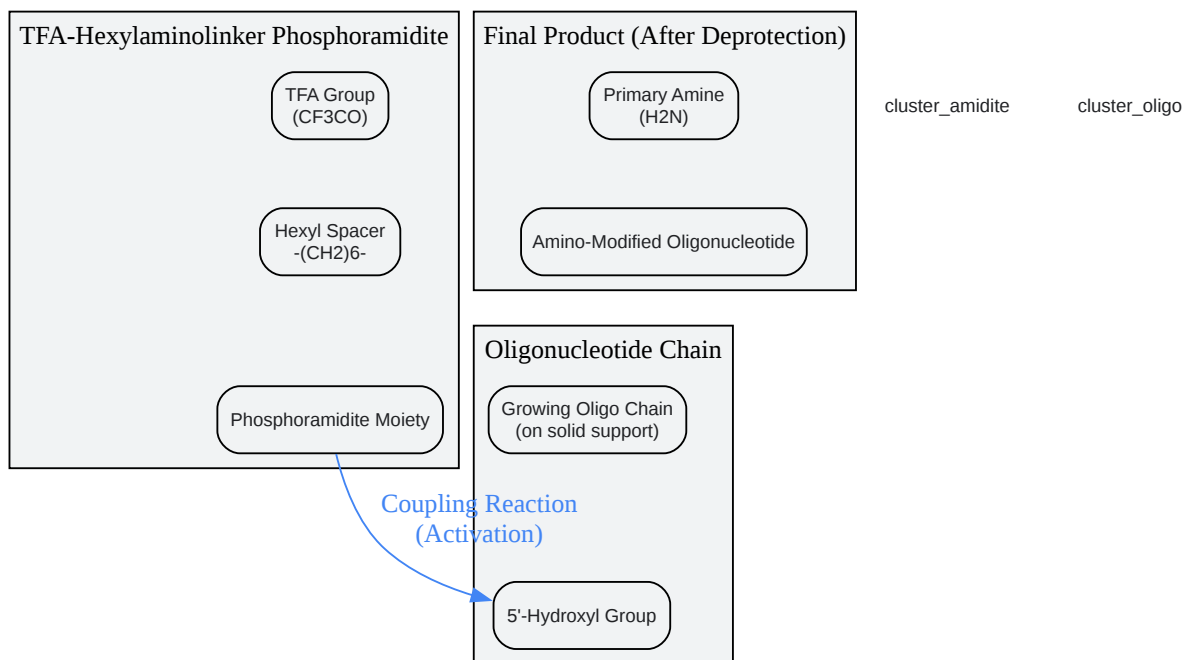 TFA-Hexylaminolinker Phosphoramidite
TFA Group
(CF3CO)
Hexyl Spacer
-(CH2)6-
Phosphoramidite Moiety
Final Product (After Deprotection)
Primary Amine
(H2N)
Amino-Modified Oligonucleotide
cluster_amidite
cluster_oligo
Oligonucleotide Chain
Growing Oligo Chain
(on solid support)
Coupling Reaction
(Activation)
5'-Hydroxyl Group